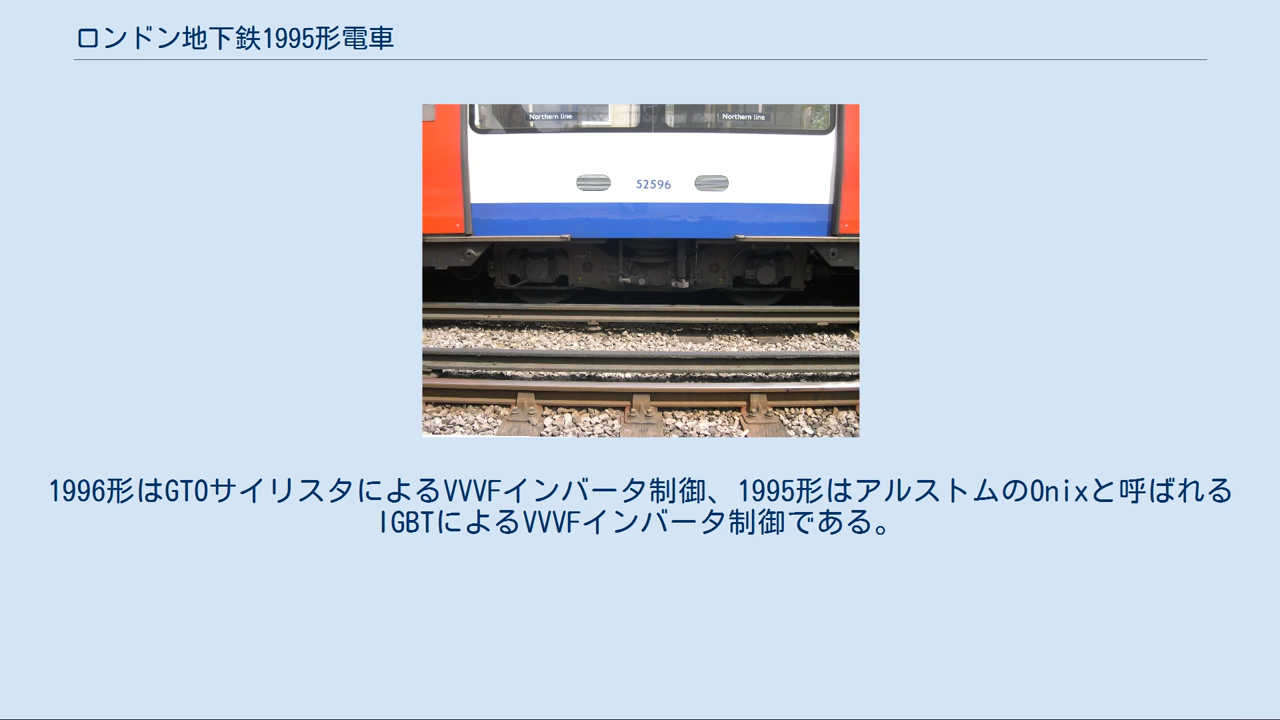 ロンドン地下鉄1995形電車
Northern line
Northern line
52596
1996形はGTOサイリスタによるVVVFインバータ制御、1995形はアルストムのOnixと呼ばれる
IGBTによるVVVFインバータ制御である。